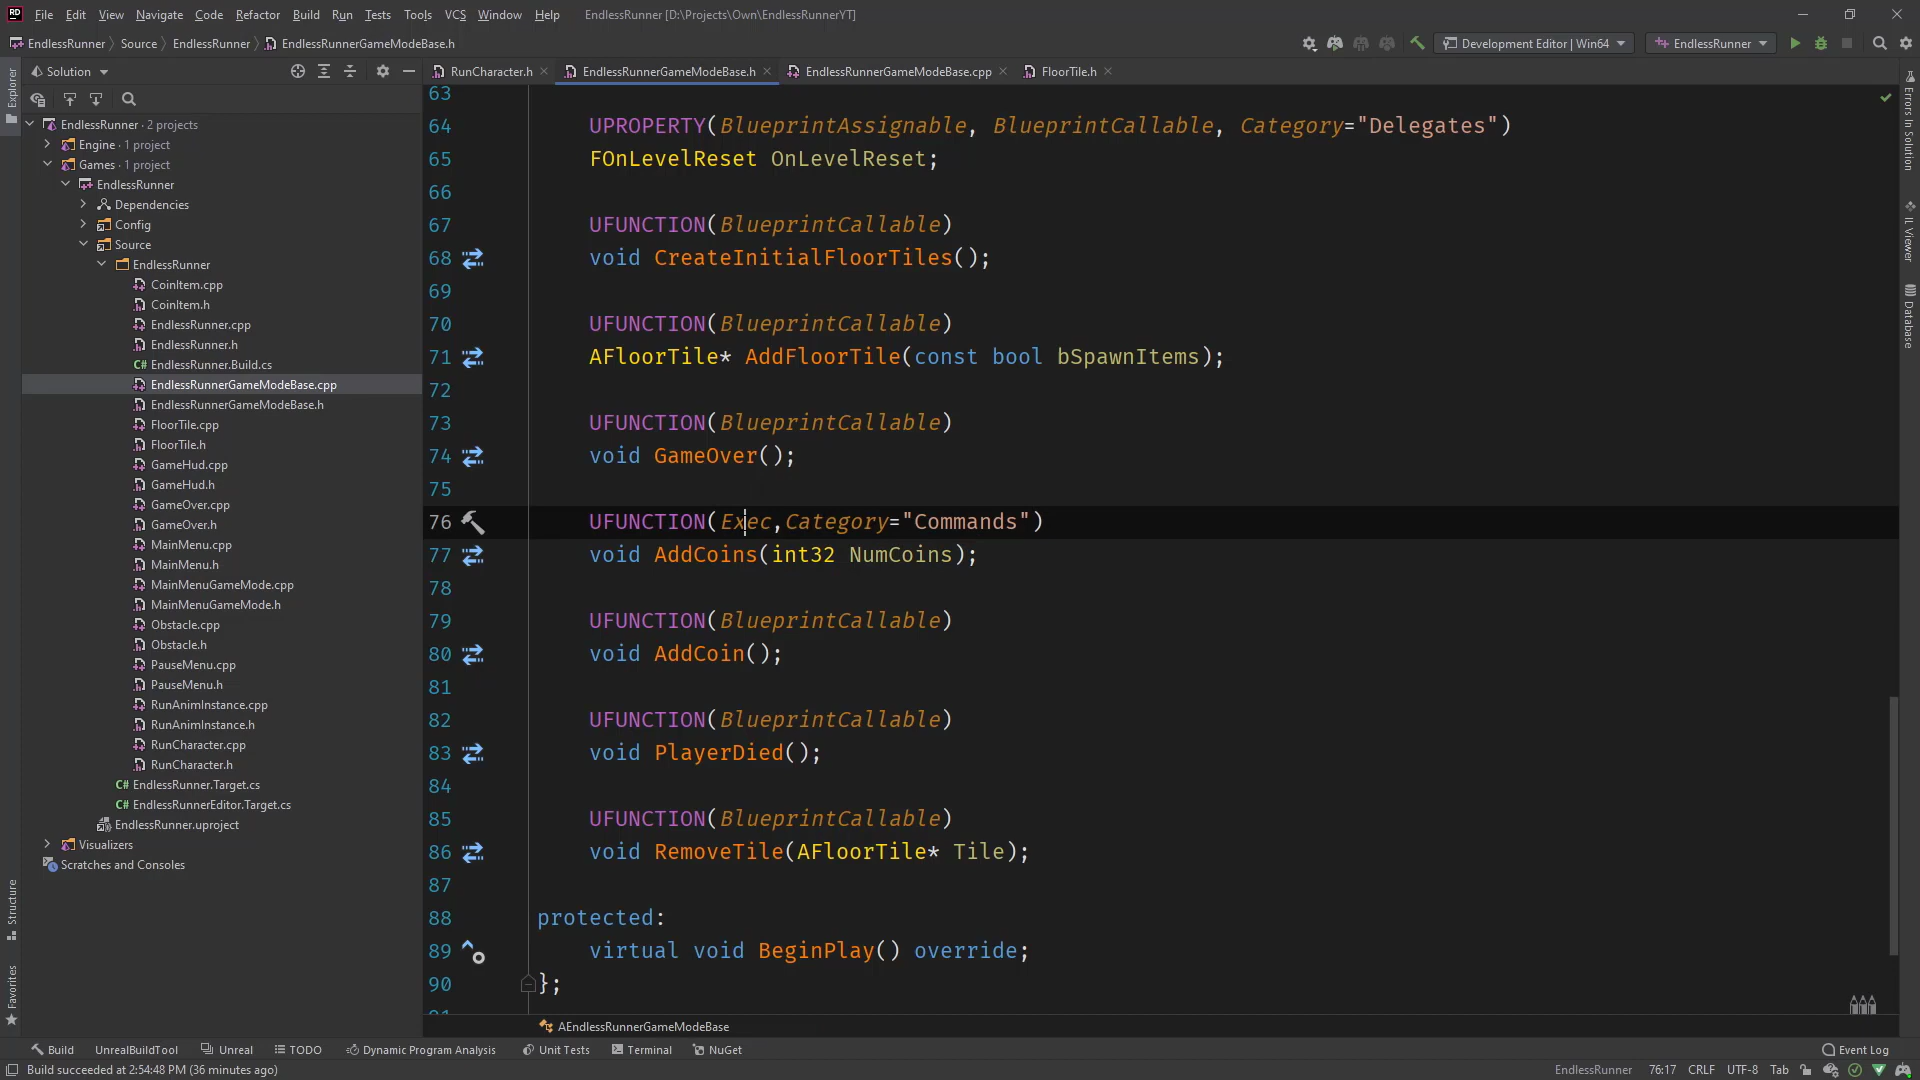 File Edit View Navigate Code Refactor Build Run Tests Tools VCS Window Help EndlessRunner [D:\Projects\Own\EndlessRunnerYT]
EndlessRunner Source EndlessRunner EndlessRunnerGameModeBase.h Development Editor | Win64 EndlessRunner
Solution RunCharacter.h EndlessRunnerGameModeBase.h EndlessRunnerGameModeBase.cpp FloorTile.h
Explorer
EndlessRunner · 2 projects
Engine · 1 project
Games · 1 project
EndlessRunner
Dependencies
Config
Source
EndlessRunner
CoinItem.cpp
CoinItem.h
EndlessRunner.cpp
EndlessRunner.h
C# EndlessRunner.Build.cs
EndlessRunnerGameModeBase.cpp
EndlessRunnerGameModeBase.h
FloorTile.cpp
FloorTile.h
GameHud.cpp
GameHud.h
GameOver.cpp
GameOver.h
MainMenu.cpp
MainMenu.h
MainMenuGameMode.cpp
MainMenuGameMode.h
Obstacle.cpp
Obstacle.h
PauseMenu.cpp
PauseMenu.h
RunAnimInstance.cpp
RunAnimInstance.h
RunCharacter.cpp
RunCharacter.h
C# EndlessRunner.Target.cs
C# EndlessRunnerEditor.Target.cs
EndlessRunner.uproject
Visualizers
Scratches and Consoles
Structure
Favorites
63
64 UPROPERTY(BlueprintAssignable, BlueprintCallable, Category="Delegates")
65 FOnLevelReset OnLevelReset;
66
67 UFUNCTION(BlueprintCallable)
68 void CreateInitialFloorTiles();
69
70 UFUNCTION(BlueprintCallable)
71 AFloorTile* AddFloorTile(const bool bSpawnItems);
72
73 UFUNCTION(BlueprintCallable)
74 void GameOver();
75
76 UFUNCTION(Exec,Category="Commands")
77 void AddCoins(int32 NumCoins);
78
79 UFUNCTION(BlueprintCallable)
80 void AddCoin();
81
82 UFUNCTION(BlueprintCallable)
83 void PlayerDied();
84
85 UFUNCTION(BlueprintCallable)
86 void RemoveTile(AFloorTile* Tile);
87
88 protected:
89 virtual void BeginPlay() override;
90 };
AEndlessRunnerGameModeBase
Errors In Solution
IL Viewer
Database
Build UnrealBuildTool Unreal TODO Dynamic Program Analysis Unit Tests Terminal NuGet Event Log
Build succeeded at 2:54:48 PM (36 minutes ago) EndlessRunner 76:17 CRLF UTF-8 Tab